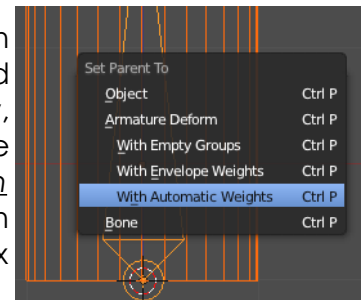 Set Parent To
Object Ctrl P
Armature Deform Ctrl P
With Empty Groups Ctrl P
With Envelope Weights Ctrl P
With Automatic Weights Ctrl P
Bone Ctrl P